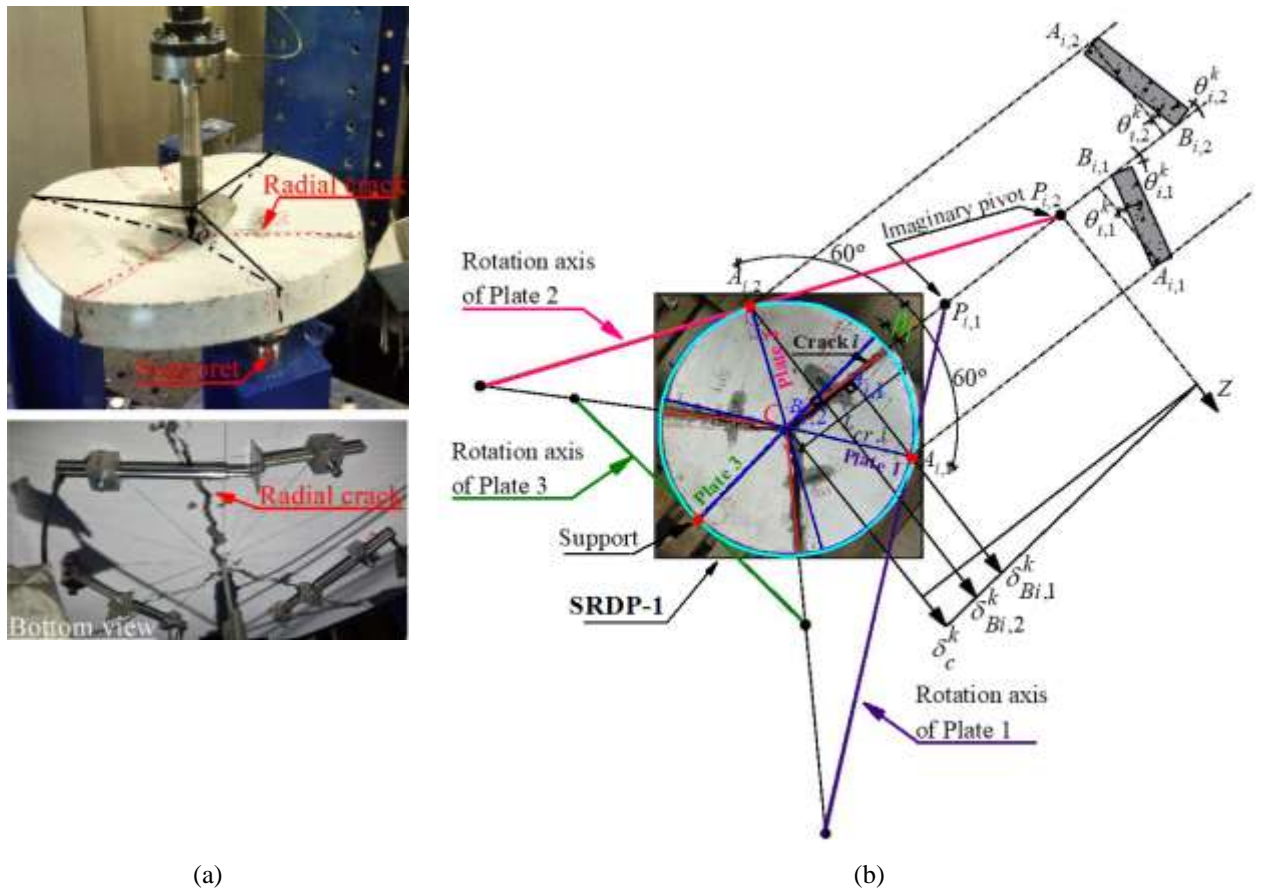 Radial crack
Supporet
Radial crack
Bottom view
(a)
A_{i,2}
θ^k_{i,2}
θ^k_{i,2}
B_{i,2}
B_{i,1}
θ^k_{i,1}
θ^k_{i,1}
A_{i,1}
Imaginary pivot P_{i,2}
P_{i,1}
60°
60°
A_{i,2}
Rotation axis
of Plate 2
Crack i
Plate
C
Plate 1
A_{i,1}
Plate 3
Rotation axis
of Plate 3
Support
SRDP-1
Z
δ^k_{Bi,1}
δ^k_{Bi,2}
δ^k_c
Rotation axis
of Plate 1
(b)